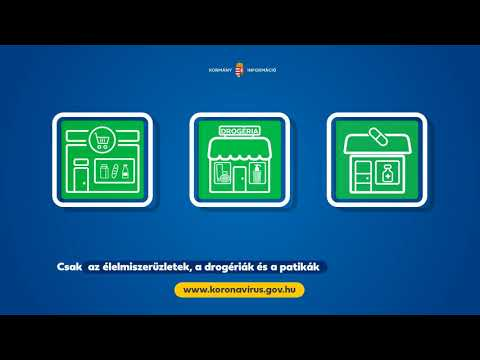 KORMÁNY INFORMÁCIÓ
DROGÉRIA
Csak az élelmiszerüzletek, a drogériák és a patikák
www.koronavirus.gov.hu